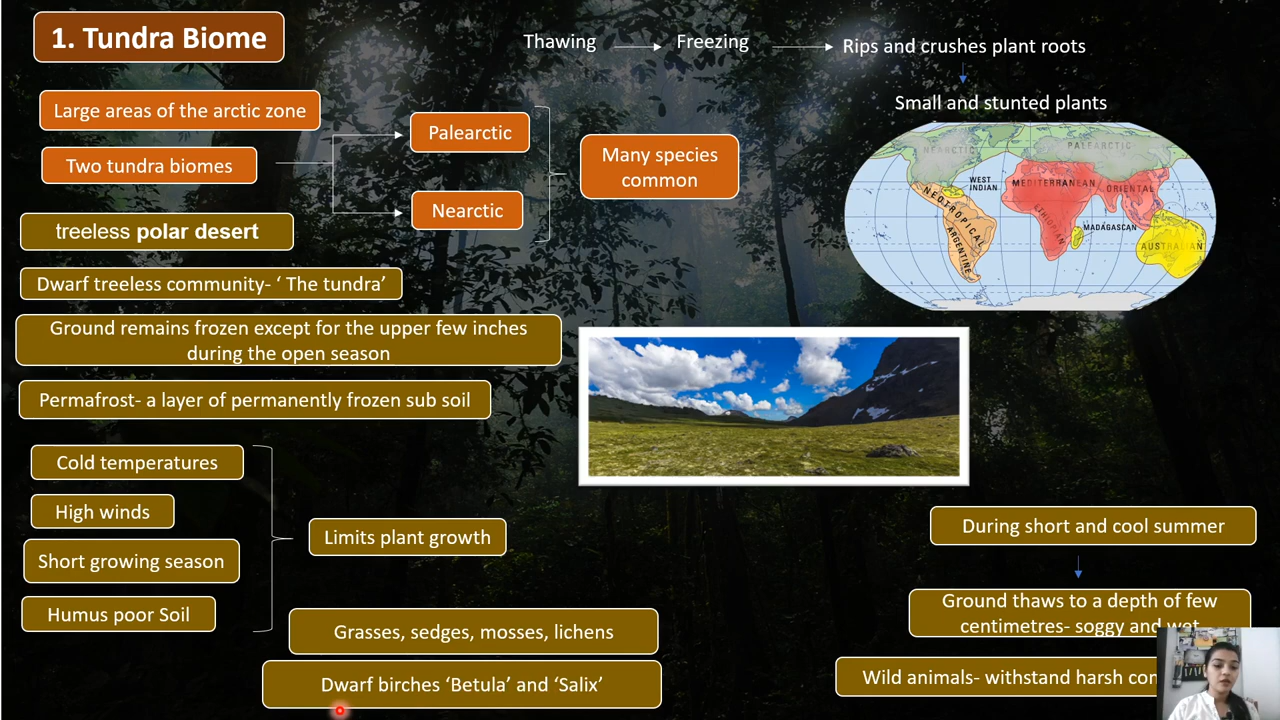 1. Tundra Biome
Thawing
Freezing
Rips and crushes plant roots
Small and stunted plants
Large areas of the arctic zone
Two tundra biomes
Palearctic
Nearctic
Many species
common
treeless polar desert
Dwarf treeless community- ‘ The tundra’
Ground remains frozen except for the upper few inches
during the open season
Permafrost- a layer of permanently frozen sub soil
Cold temperatures
High winds
Short growing season
Humus poor Soil
Limits plant growth
Grasses, sedges, mosses, lichens
Dwarf birches ‘Betula’ and ‘Salix’
NEARCTIC
PALEARCTIC
WEST
INDIAN
MEDITERRANEAN
ORIENTAL
NEOTROPICAL
ETHIOPIAN
MADAGASCAN
ARGENTINE
AUSTRALIAN
During short and cool summer
Ground thaws to a depth of few
centimetres- soggy and wet
Wild animals- withstand harsh